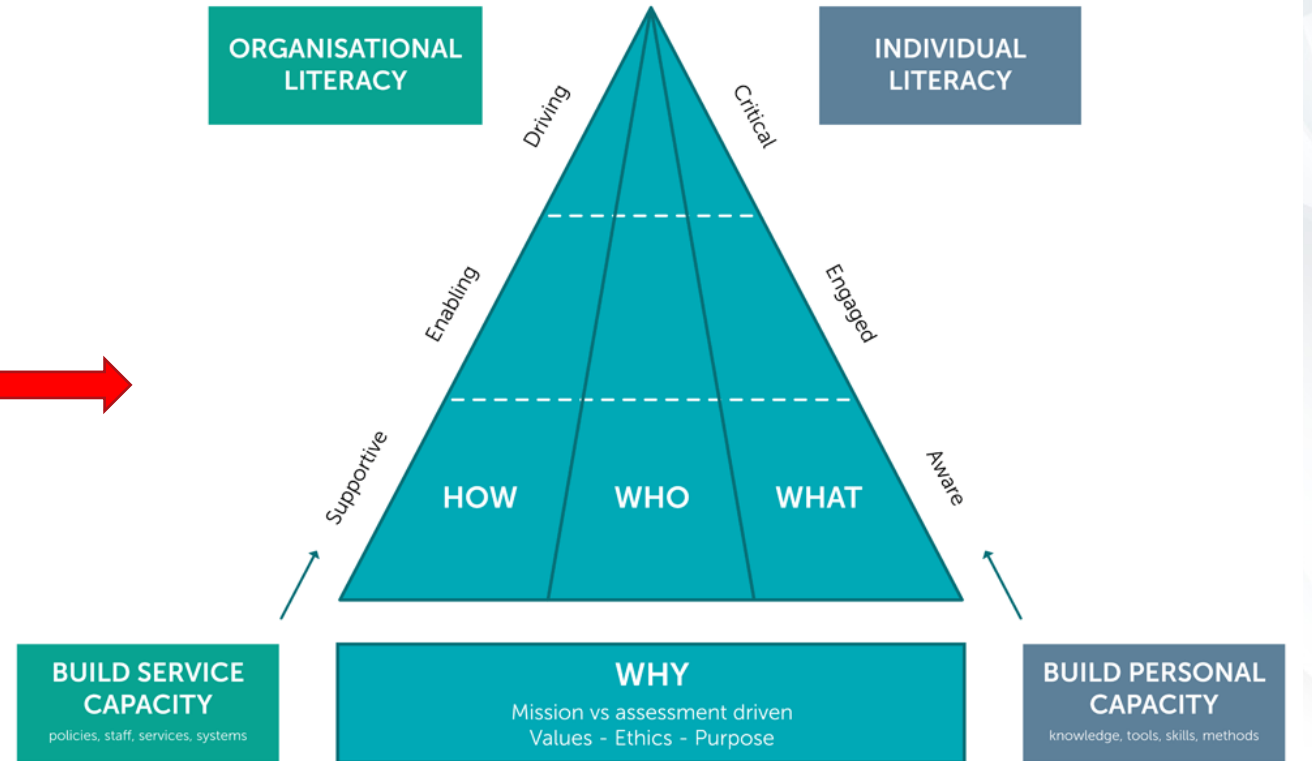 ORGANISATIONAL
LITERACY
INDIVIDUAL
LITERACY
Driving
Critical
Enabling
Engaged
Supportive
Aware
HOW
WHO
WHAT
BUILD SERVICE
CAPACITY
policies, staff, services, systems
WHY
Mission vs assessment driven
Values - Ethics - Purpose
BUILD PERSONAL
CAPACITY
knowledge, tools, skills, methods